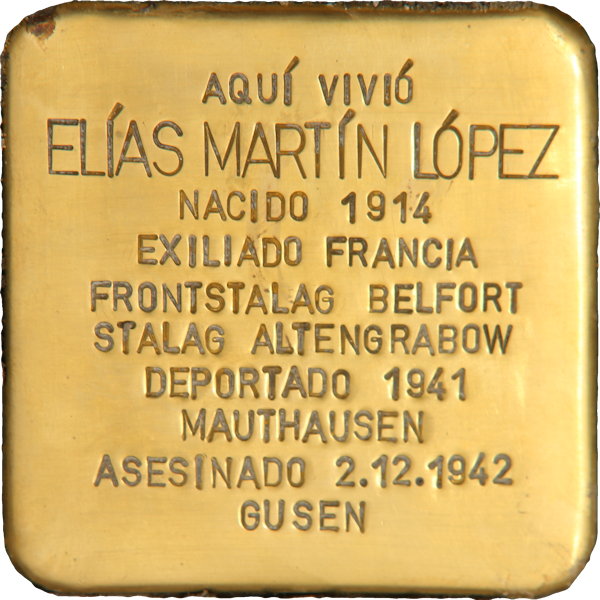 AQUÍ VIVIÓ
ELÍAS MARTÍN LÓPEZ
NACIDO 1914
EXILIADO FRANCIA
FRONTSTALAG BELFORT
STALAG ALTENGRABOW
DEPORTADO 1941
MAUTHAUSEN
ASESINADO 2.12.1942
GUSEN